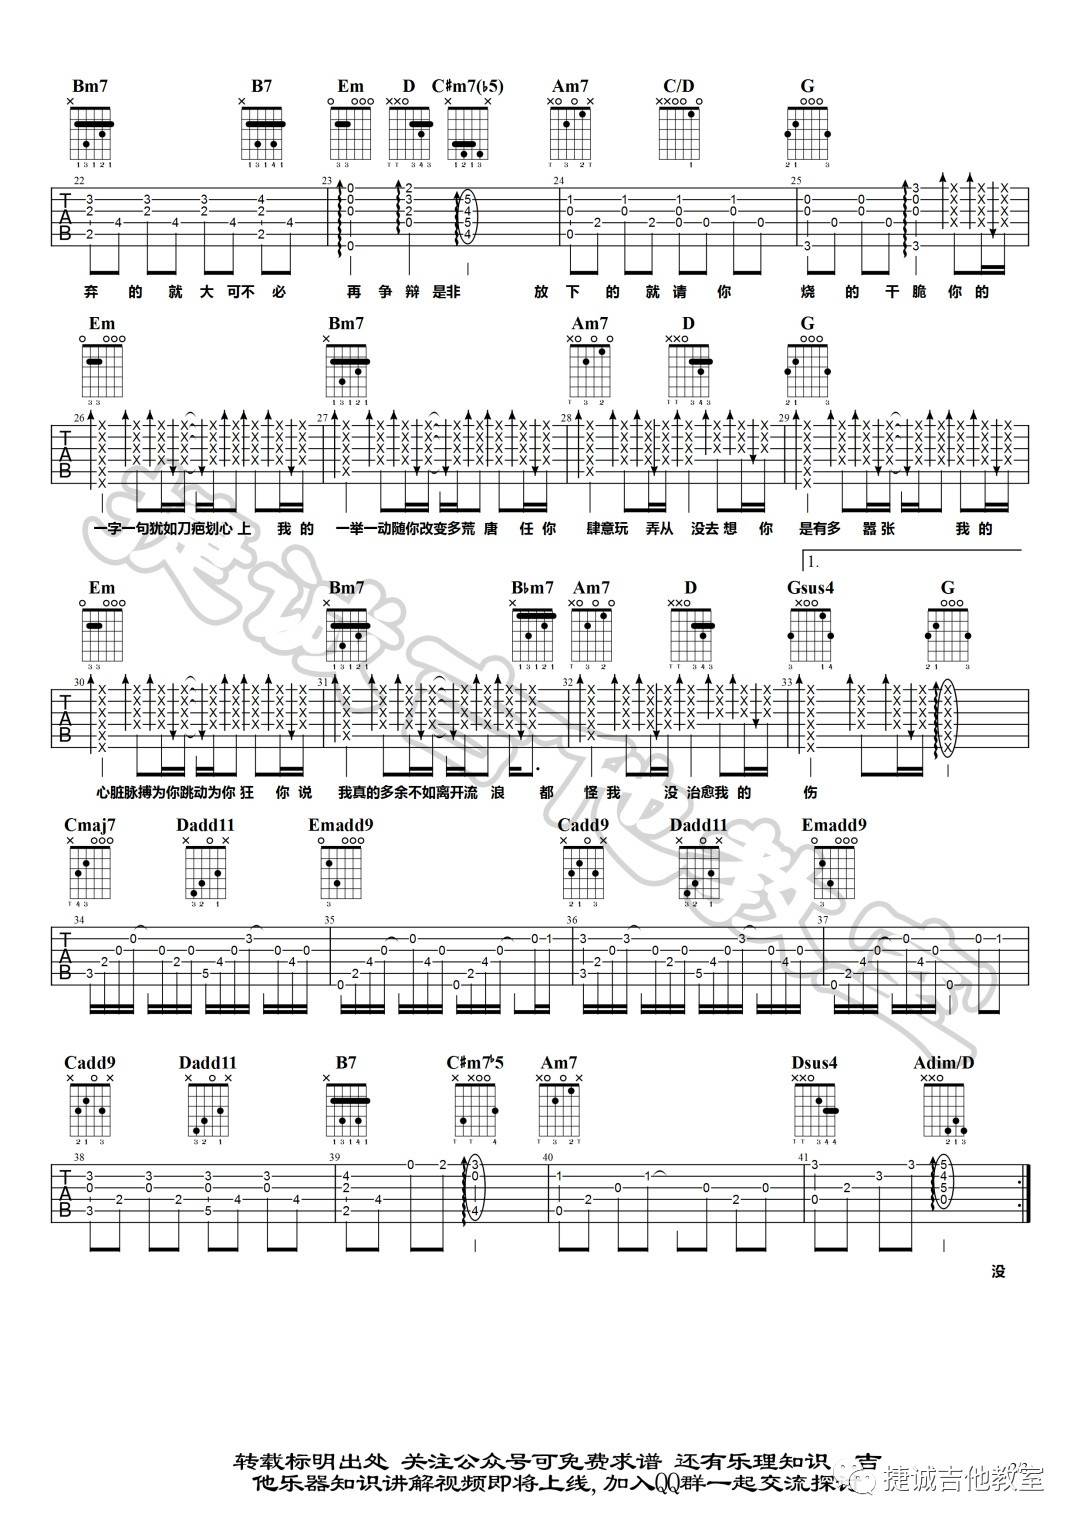 Bm7 B7 Em D C#m7(♭5) Am7 C/D G
22 23 24 25
弃 的 就 大 可不 必 再 争 辩 是非 放 下 的 就 请 你 烧 的 干 脆 你 的
Em Bm7 Am7 D G
26 27 28 29
一字一句犹如刀疤划心 上 我 的 一举一动随你改变多荒 唐 任 你 肆意玩 弄从 没去 想 你 是有多 嚣 张 我 的
1.
Em Bm7 B♭m7 Am7 D Gsus4 G
30 31 32 33
心脏脉搏为你跳动为你 狂 你 说 我真的多余不如离开流 浪 都 怪 我 没 治愈我 的 伤
Cmaj7 Dadd11 Emadd9 Cadd9 Dadd11 Emadd9
34 35 36 37
Cadd9 Dadd11 B7 C#m7♭5 Am7 Dsus4 Adim/D
38 39 40 41
没
转载标明出处 关注公众号可免费求谱 还有乐理知识 吉
他乐器知识讲解视频即将上线, 加入QQ群一起交流探
捷诚吉他教室
捷诚吉他教室